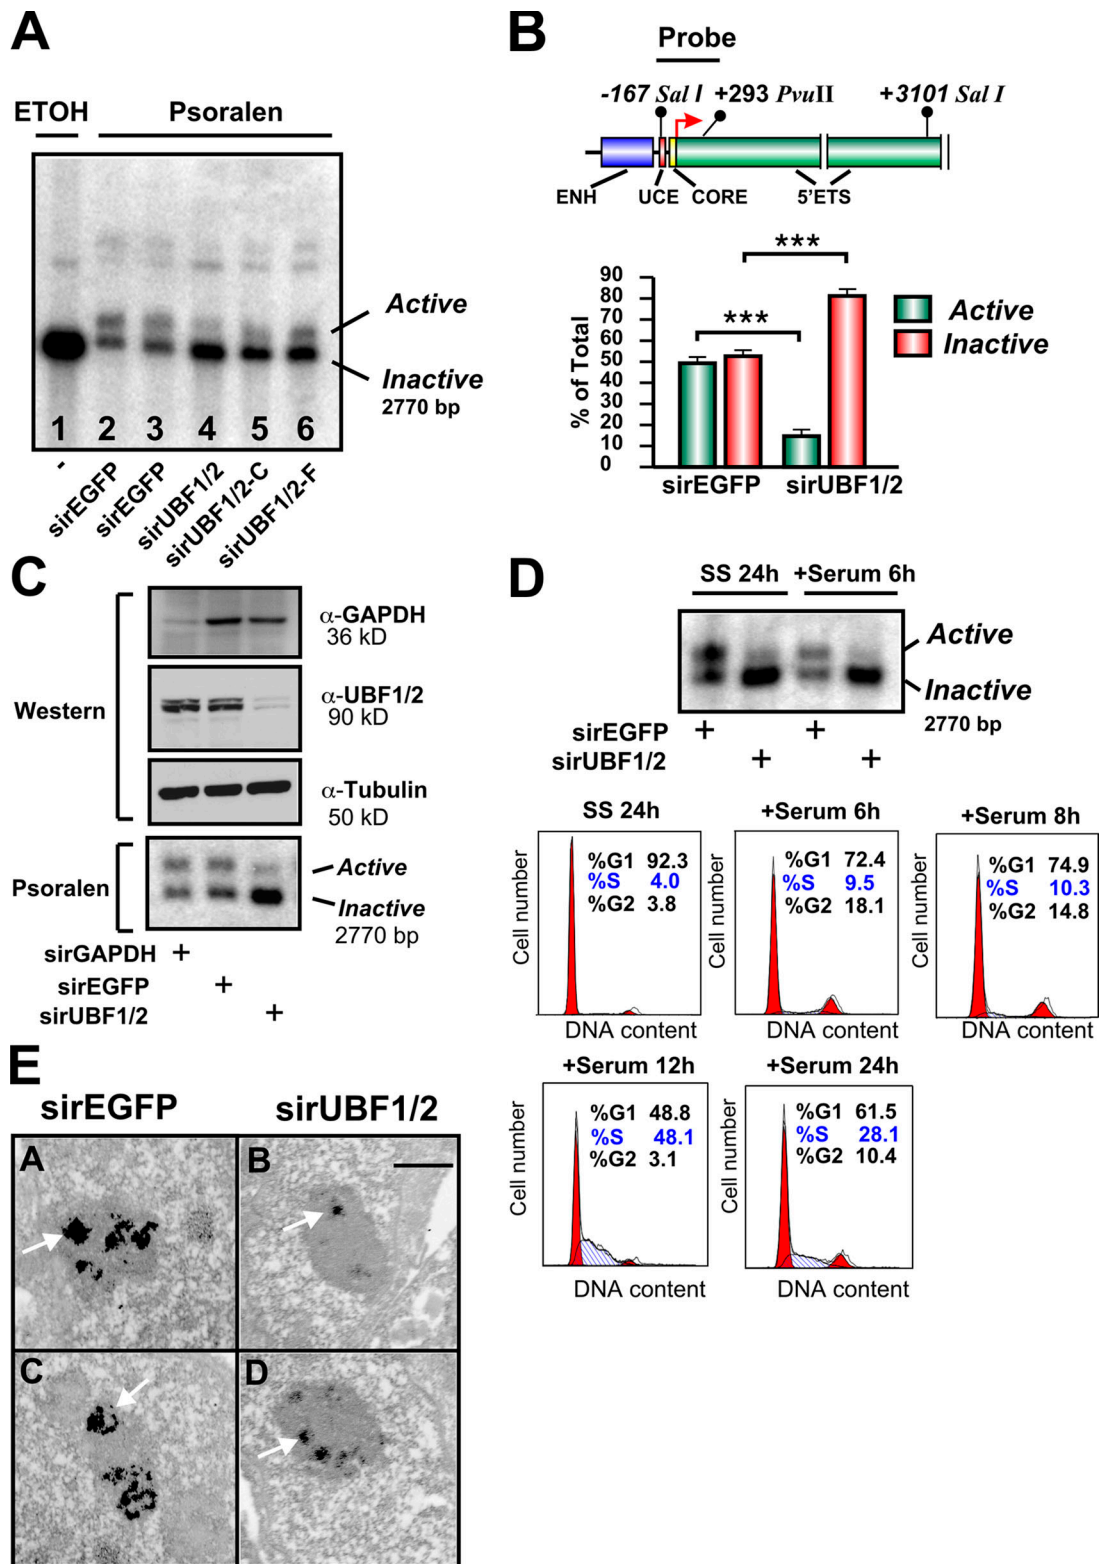 A
ETOH Psoralen
Active
Inactive
2770 bp
1 2 3 4 5 6
-
sirEGFP
sirEGFP
sirUBF1/2
sirUBF1/2-C
sirUBF1/2-F
B
Probe
-167 Sal I +293 PvuII +3101 Sal I
ENH UCE CORE 5'ETS
***
***
% of Total
90
80
70
60
50
40
30
20
10
0
Active
Inactive
sirEGFP sirUBF1/2
C
Western
α-GAPDH
36 kD
α-UBF1/2
90 kD
α-Tubulin
50 kD
Psoralen
Active
Inactive
2770 bp
sirGAPDH +
sirEGFP +
sirUBF1/2 +
D
SS 24h +Serum 6h
Active
Inactive
2770 bp
sirEGFP + +
sirUBF1/2 + +
SS 24h
%G1 92.3
%S 4.0
%G2 3.8
Cell number
DNA content
+Serum 6h
%G1 72.4
%S 9.5
%G2 18.1
Cell number
DNA content
+Serum 8h
%G1 74.9
%S 10.3
%G2 14.8
Cell number
DNA content
+Serum 12h
%G1 48.8
%S 48.1
%G2 3.1
Cell number
DNA content
+Serum 24h
%G1 61.5
%S 28.1
%G2 10.4
Cell number
DNA content
E
sirEGFP sirUBF1/2
A B
C D